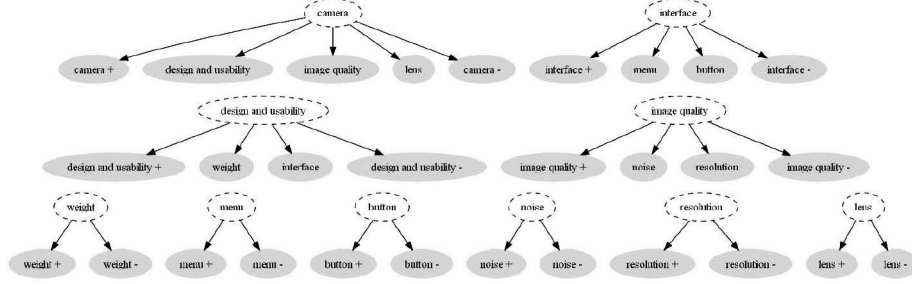 camera
interface
camera +
design and usability
image quality
lens
camera -
interface +
menu
button
interface -
design and usability
image quality
design and usability +
weight
interface
design and usability -
image quality +
noise
resolution
image quality -
weight
menu
button
noise
resolution
lens
weight +
weight -
menu +
menu -
button +
button -
noise +
noise -
resolution +
resolution -
lens +
lens -